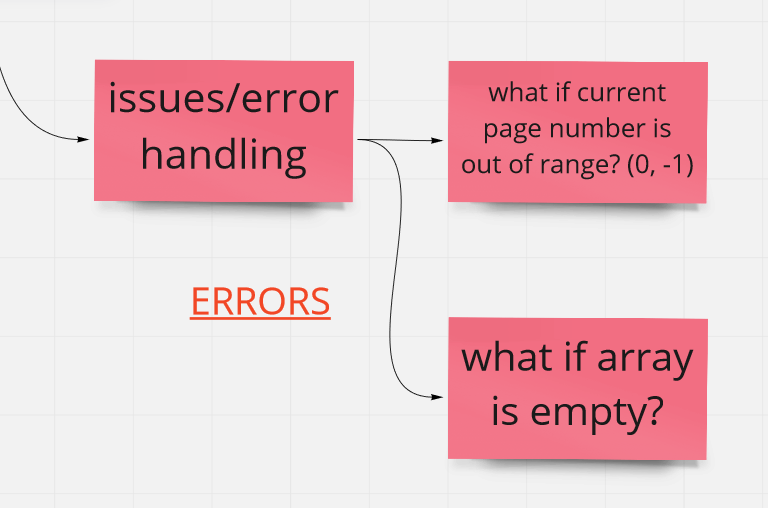 issues/error
handling
what if current
page number is
out of range? (0, -1)
ERRORS
what if array
is empty?